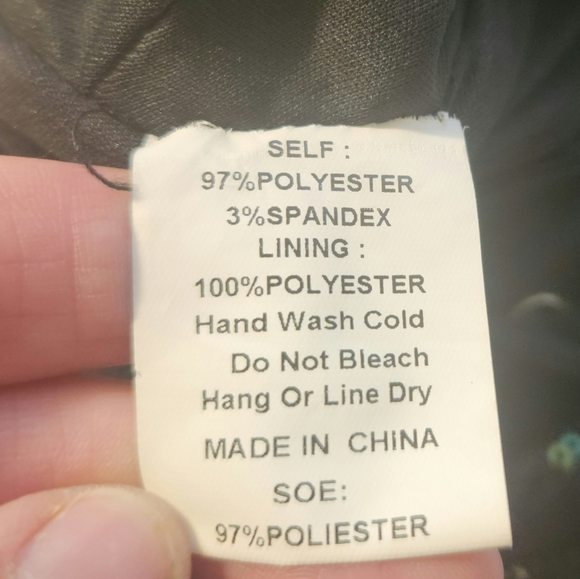 SELF :
97%POLYESTER
3%SPANDEX
LINING :
100%POLYESTER
Hand Wash Cold
Do Not Bleach
Hang Or Line Dry
MADE IN CHINA
SOE:
97%POLIESTER